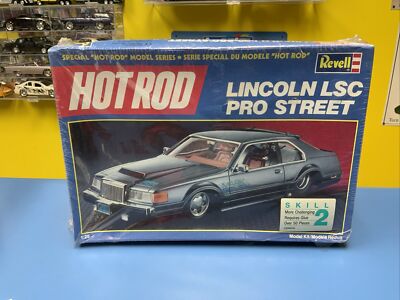 SPECIAL "HOT ROD" MODEL SERIES • SERIE SPECIAL DU MODELE "HOT ROD"
Revell
HOT ROD
LINCOLN LSC
PRO STREET
SKILL
2
More Challenging
Requires Glue
Over 50 Pieces
Model Kit/Modele Reduit